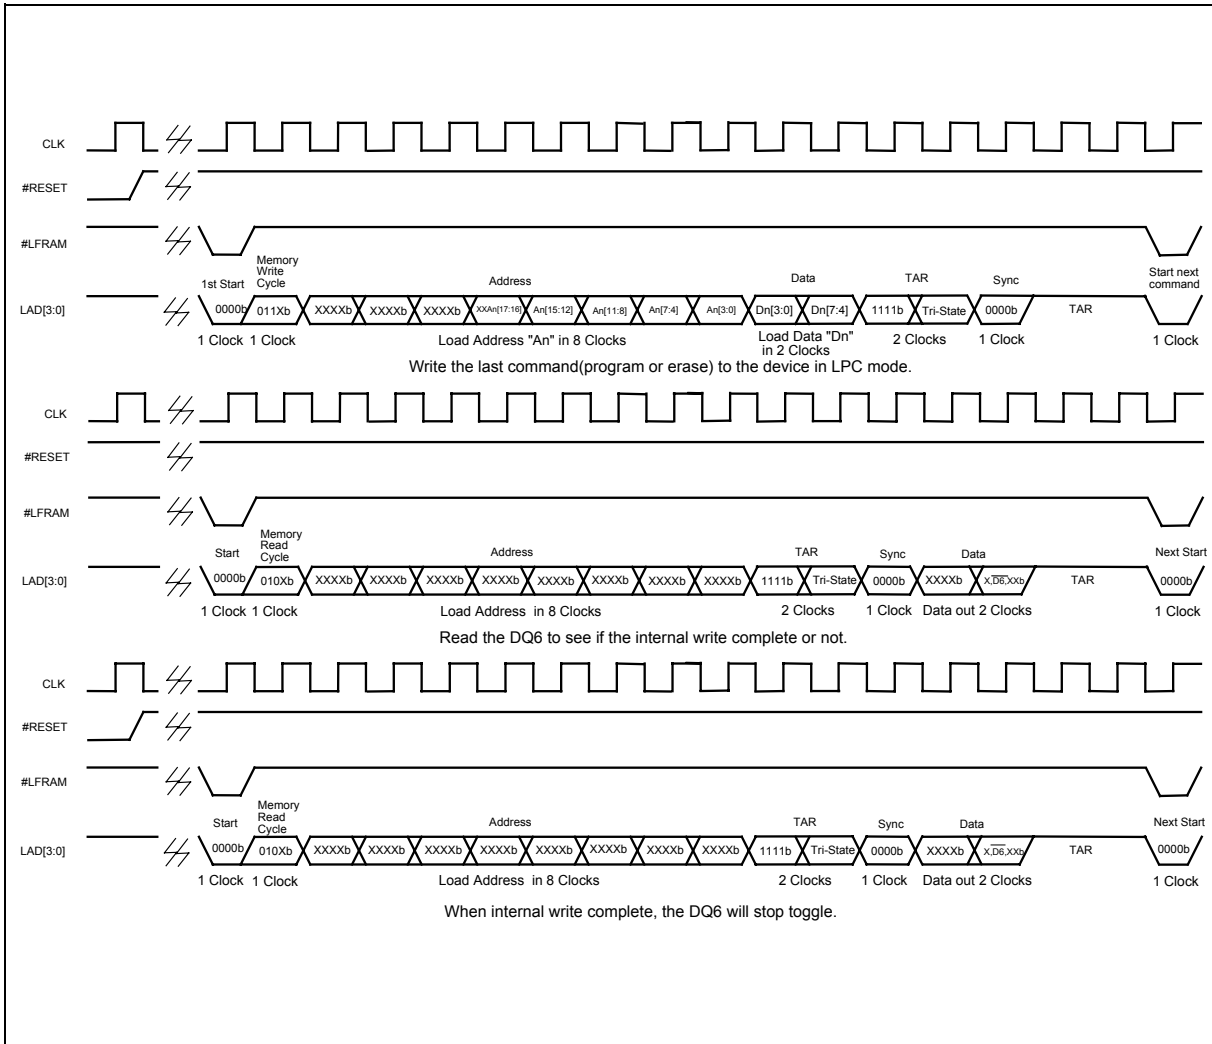 CLK
#RESET
#LFRAM
Memory
Write
Cycle
1st Start
Address
Data
TAR
Sync
Start next
command
LAD[3:0]
0000b
011Xb
XXXXb
XXXXb
XXXXb
XXAn[17:16]
An[15:12]
An[11:8]
An[7:4]
An[3:0]
Dn[3:0]
Dn[7:4]
1111b
Tri-State
0000b
TAR
1 Clock
1 Clock
Load Address "An" in 8 Clocks
Load Data "Dn"
in 2 Clocks
2 Clocks
1 Clock
1 Clock
Write the last command(program or erase) to the device in LPC mode.
CLK
#RESET
#LFRAM
Memory
Read
Cycle
Start
Address
TAR
Sync
Data
Next Start
LAD[3:0]
0000b
010Xb
XXXXb
XXXXb
XXXXb
XXXXb
XXXXb
XXXXb
XXXXb
XXXXb
1111b
Tri-State
0000b
XXXXb
X,D6,XXb
TAR
0000b
1 Clock
1 Clock
Load Address in 8 Clocks
2 Clocks
1 Clock
Data out 2 Clocks
1 Clock
Read the DQ6 to see if the internal write complete or not.
CLK
#RESET
#LFRAM
Memory
Read
Cycle
Start
Address
TAR
Sync
Data
Next Start
LAD[3:0]
0000b
010Xb
XXXXb
XXXXb
XXXXb
XXXXb
XXXXb
XXXXb
XXXXb
XXXXb
1111b
Tri-State
0000b
XXXXb
X,D6,XXb
TAR
0000b
1 Clock
1 Clock
Load Address in 8 Clocks
2 Clocks
1 Clock
Data out 2 Clocks
1 Clock
When internal write complete, the DQ6 will stop toggle.